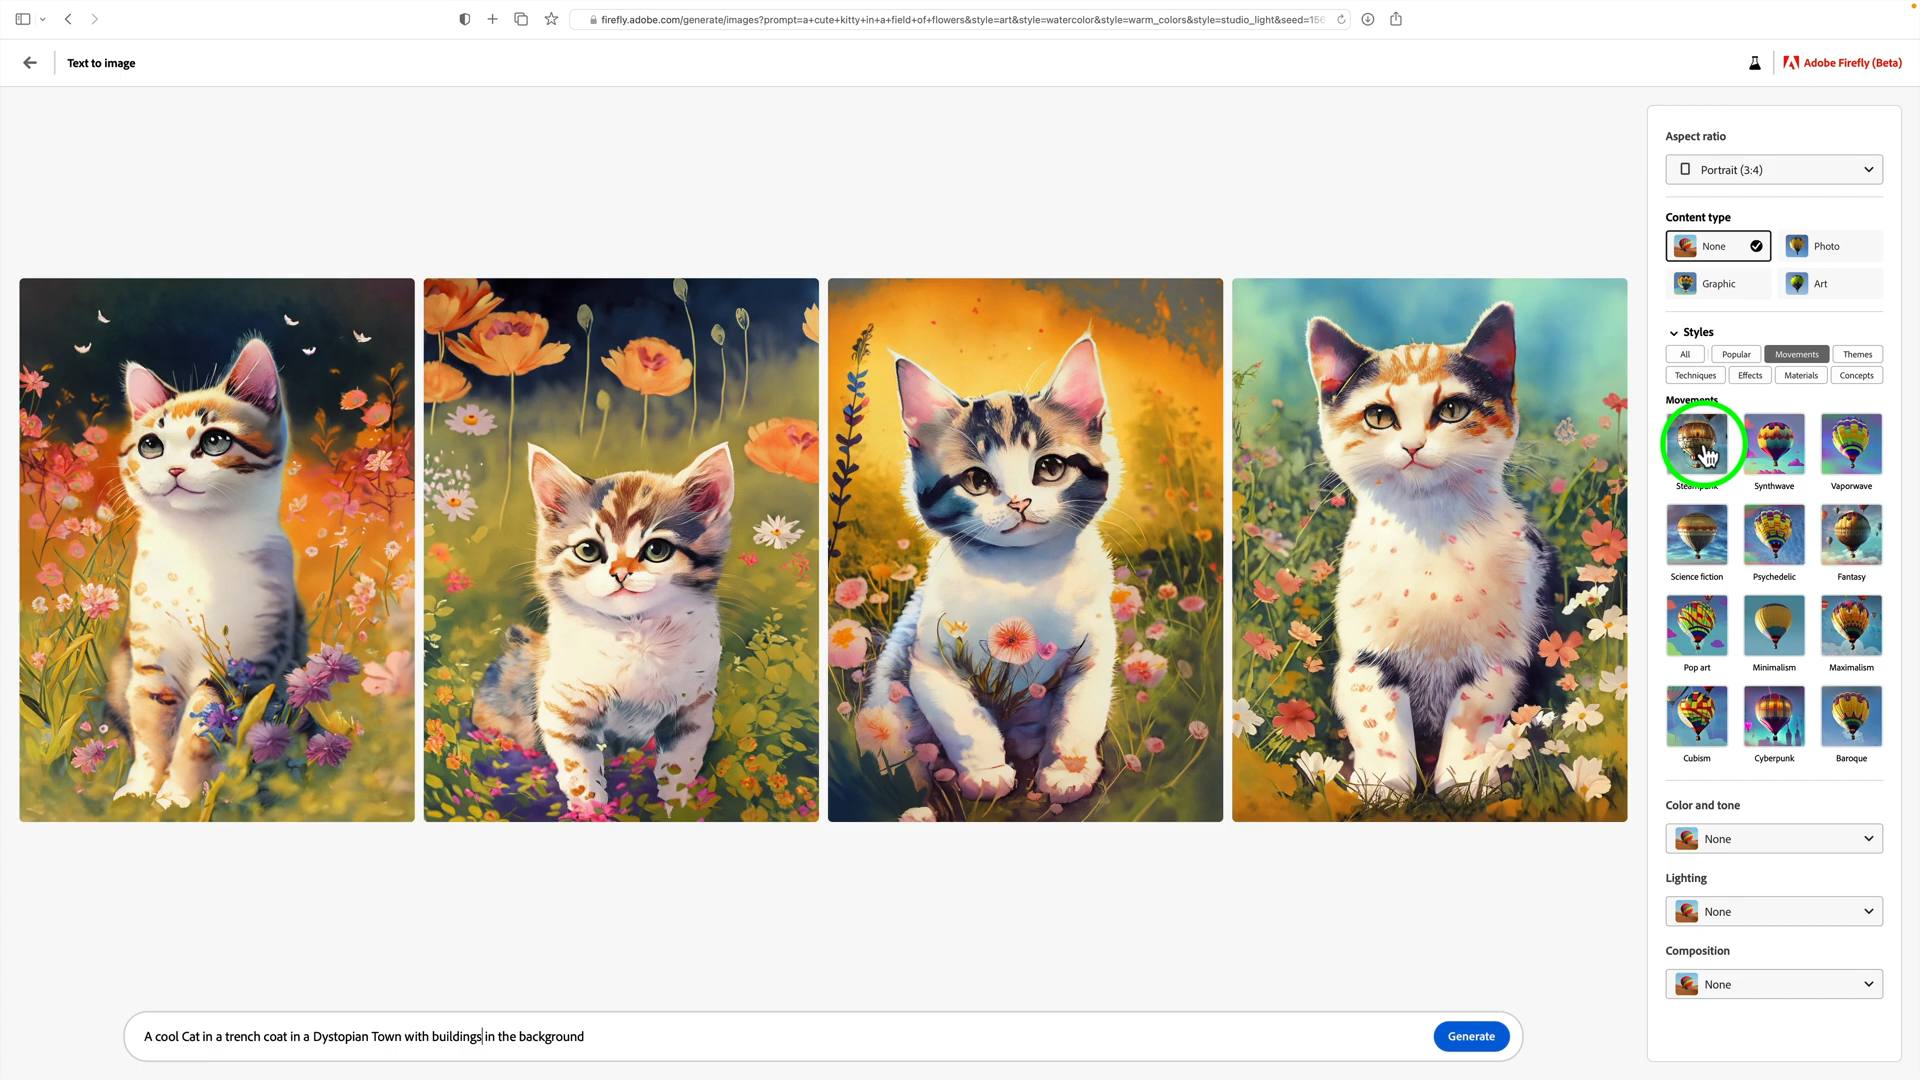 firefly.adobe.com/generate/images?prompt=a+cute+kitty+in+a+field+of+flowers&style=art&style=watercolor&style=warm_colors&style=studio_light&seed=156
Text to image
Adobe Firefly (Beta)
Aspect ratio
Portrait (3:4)
Content type
None
Photo
Graphic
Art
Styles
All
Popular
Movements
Themes
Techniques
Effects
Materials
Concepts
Movements
Steampunk
Synthwave
Vaporwave
Science fiction
Psychedelic
Fantasy
Pop art
Minimalism
Maximalism
Cubism
Cyberpunk
Baroque
Color and tone
None
Lighting
None
Composition
None
A cool Cat in a trench coat in a Dystopian Town with buildings in the background
Generate